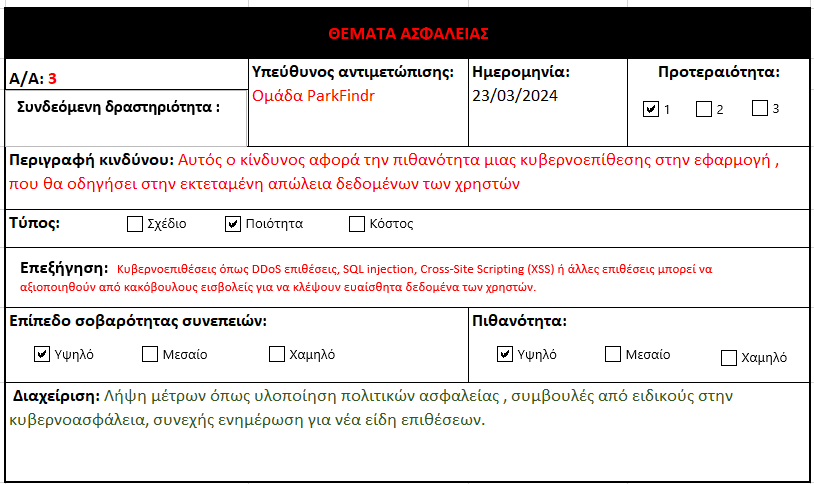 ΘΕΜΑΤΑ ΑΣΦΑΛΕΙΑΣ
Α/Α: 3
Συνδεόμενη δραστηριότητα :
Υπεύθυνος αντιμετώπισης:
Ομάδα ParkFindr
Ημερομηνία:
23/03/2024
Προτεραιότητα:
1 2 3
Περιγραφή κινδύνου: Αυτός ο κίνδυνος αφορά την πιθανότητα μιας κυβερνοεπίθεσης στην εφαρμογή ,
που θα οδηγήσει στην εκτεταμένη απώλεια δεδομένων των χρηστών
Τύπος: Σχέδιο Ποιότητα Κόστος
Επεξήγηση: Κυβερνοεπιθέσεις όπως DDoS επιθέσεις, SQL injection, Cross-Site Scripting (XSS) ή άλλες επιθέσεις μπορεί να
αξιοποιηθούν από κακόβουλους εισβολείς για να κλέψουν ευαίσθητα δεδομένα των χρηστών.
Επίπεδο σοβαρότητας συνεπειών:
Υψηλό Μεσαίο Χαμηλό
Πιθανότητα:
Υψηλό Μεσαίο Χαμηλό
Διαχείριση: Λήψη μέτρων όπως υλοποίηση πολιτικών ασφαλείας , συμβουλές από ειδικούς στην
κυβερνοασφάλεια, συνεχής ενημέρωση για νέα είδη επιθέσεων.